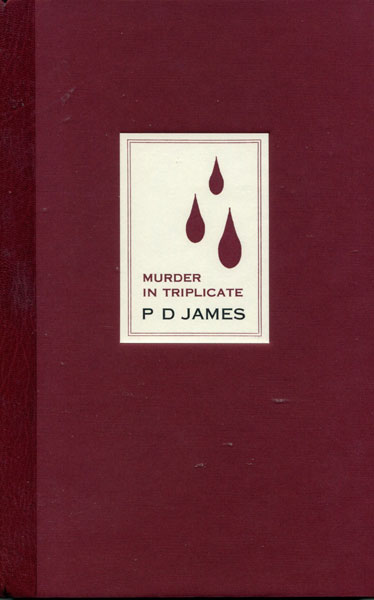 MURDER
IN TRIPLICATE
P D JAMES